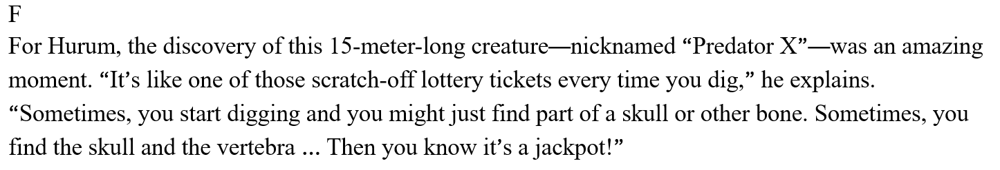 F
For Hurum, the discovery of this 15-meter-long creature—nicknamed “Predator X”—was an amazing
moment. “It’s like one of those scratch-off lottery tickets every time you dig,” he explains.
“Sometimes, you start digging and you might just find part of a skull or other bone. Sometimes, you
find the skull and the vertebra ... Then you know it’s a jackpot!”